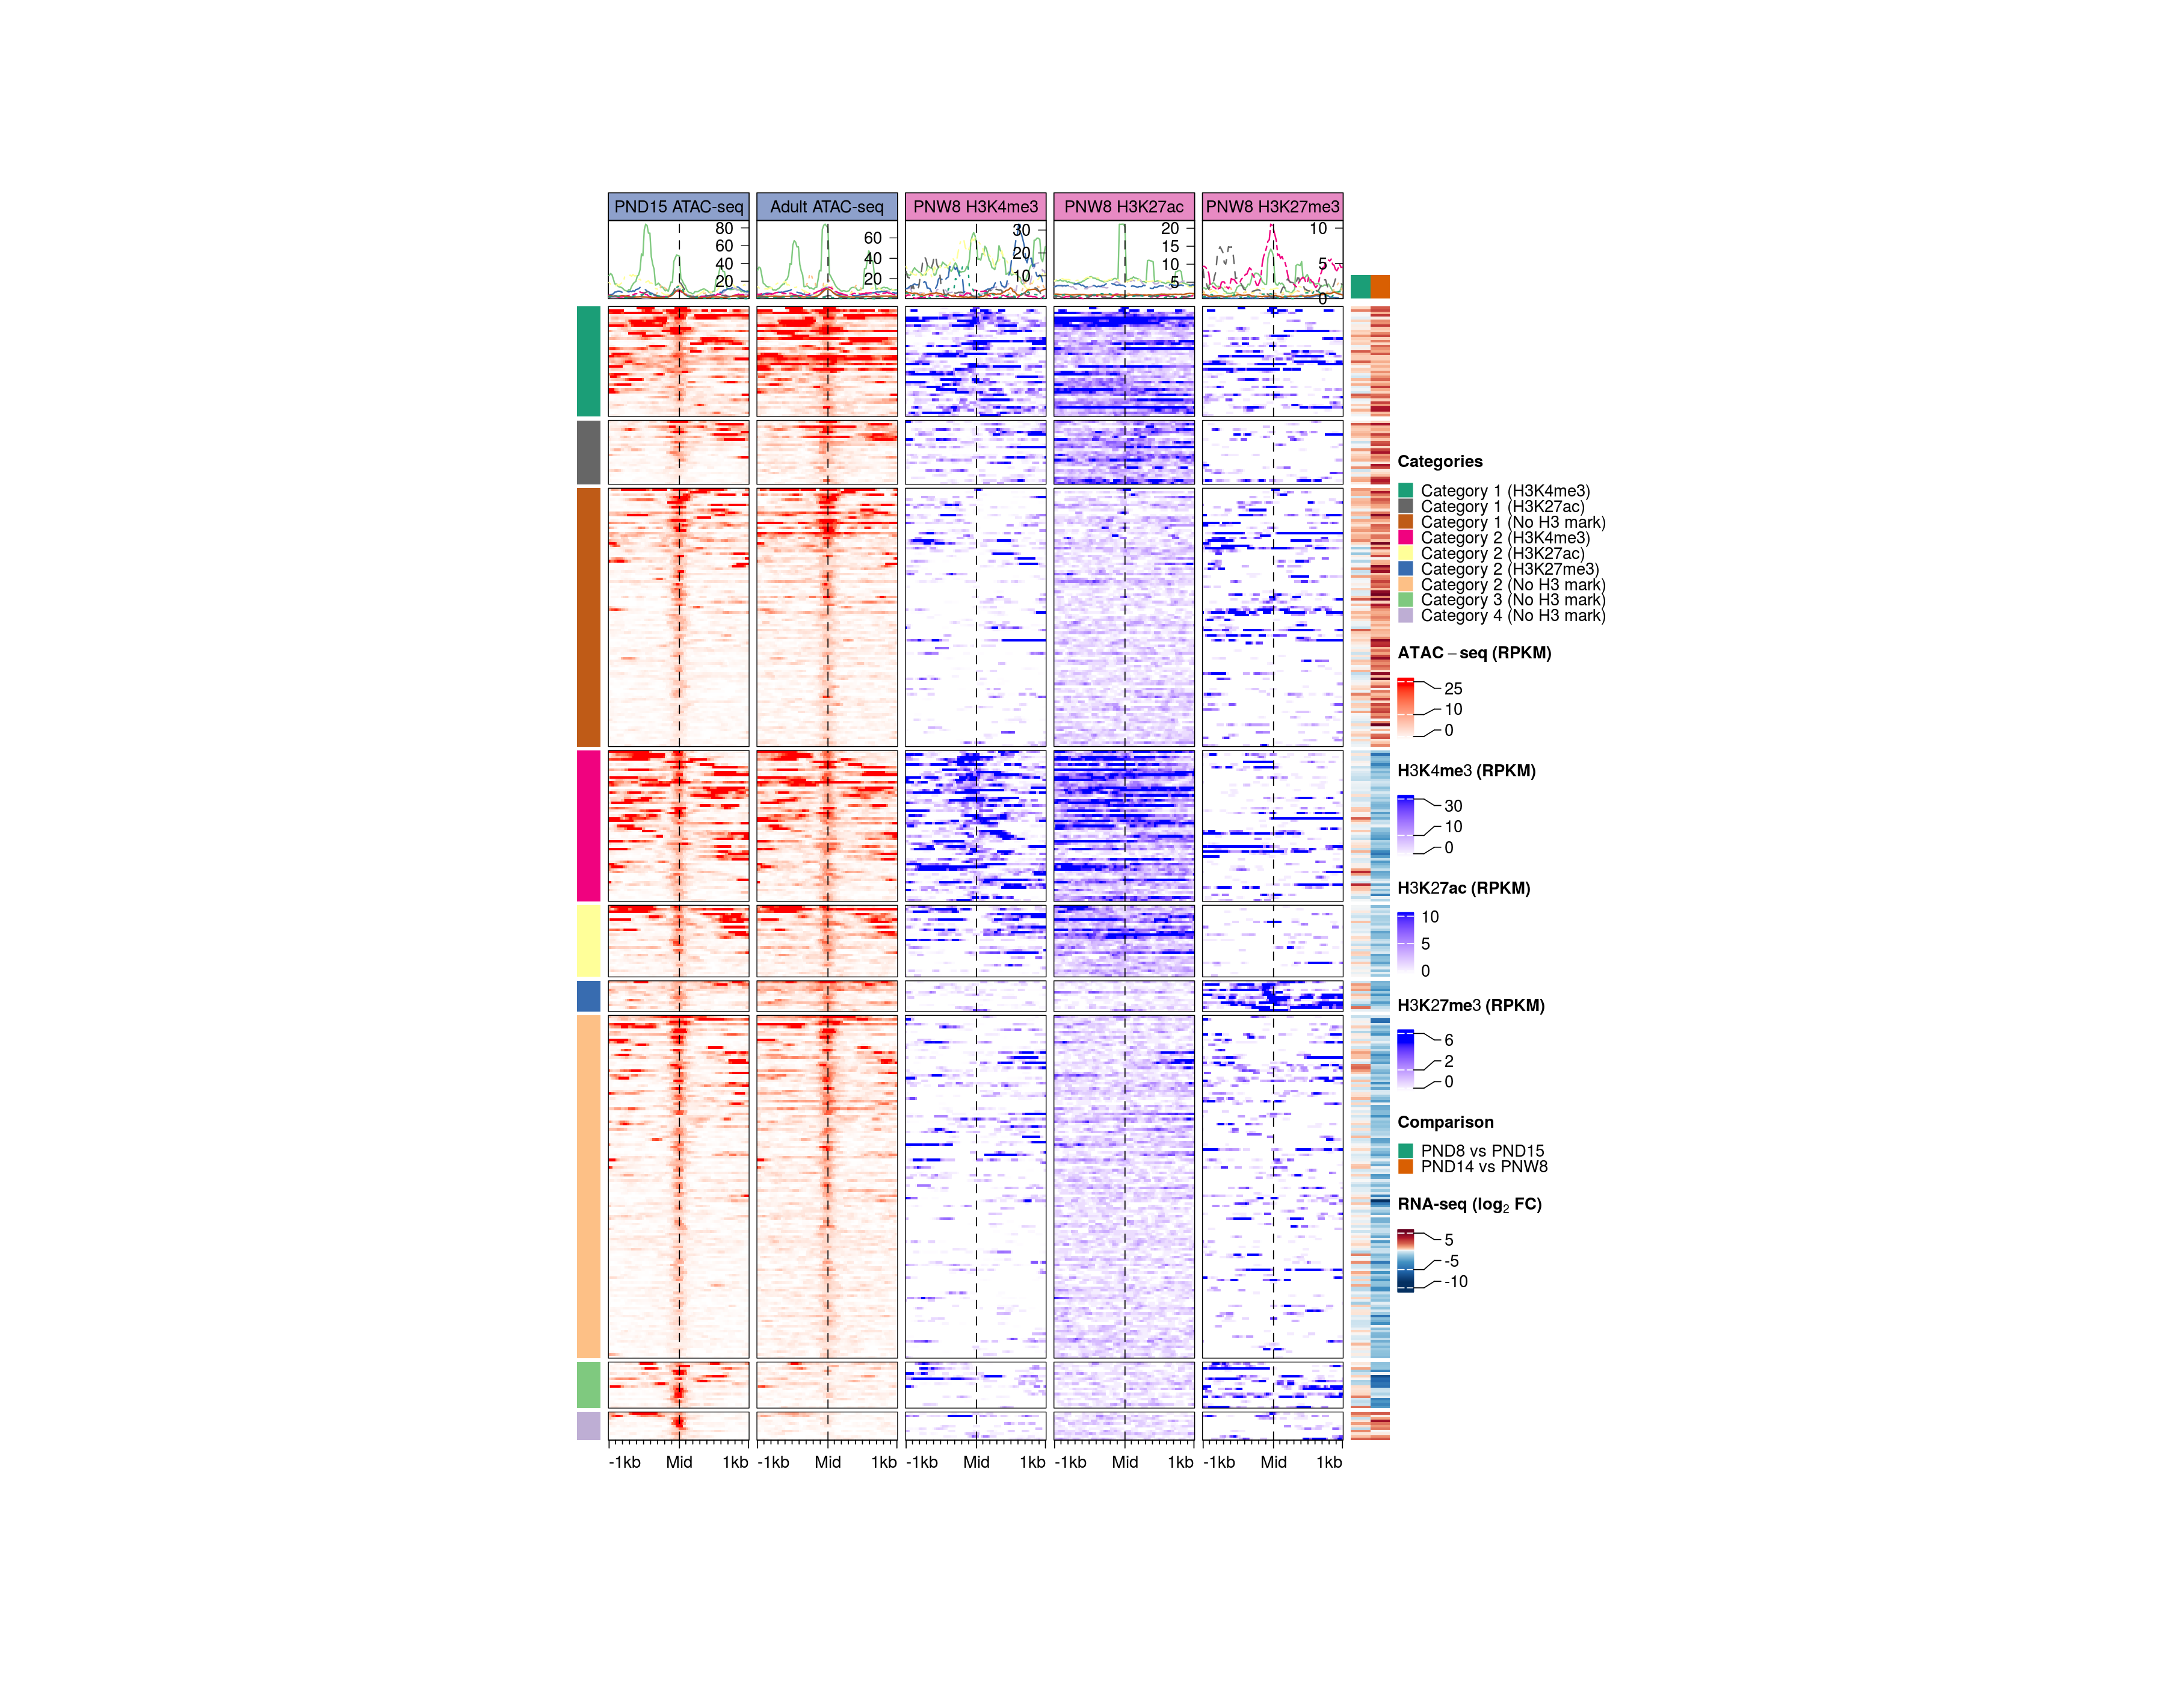 PND15 ATAC-seq
Adult ATAC-seq
PNW8 H3K4me3
PNW8 H3K27ac
PNW8 H3K27me3
80
60
40
20
60
40
20
30
20
10
20
15
10
5
10
5
0
Categories
Category 1 (H3K4me3)
Category 1 (H3K27ac)
Category 1 (No H3 mark)
Category 2 (H3K4me3)
Category 2 (H3K27ac)
Category 2 (H3K27me3)
Category 2 (No H3 mark)
Category 3 (No H3 mark)
Category 4 (No H3 mark)
ATAC – seq (RPKM)
25
10
0
H3K4me3 (RPKM)
30
10
0
H3K27ac (RPKM)
10
5
0
H3K27me3 (RPKM)
6
2
0
Comparison
PND8 vs PND15
PND14 vs PNW8
RNA-seq (log₂ FC)
5
-5
-10
-1kb Mid 1kb
-1kb Mid 1kb
-1kb Mid 1kb
-1kb Mid 1kb
-1kb Mid 1kb